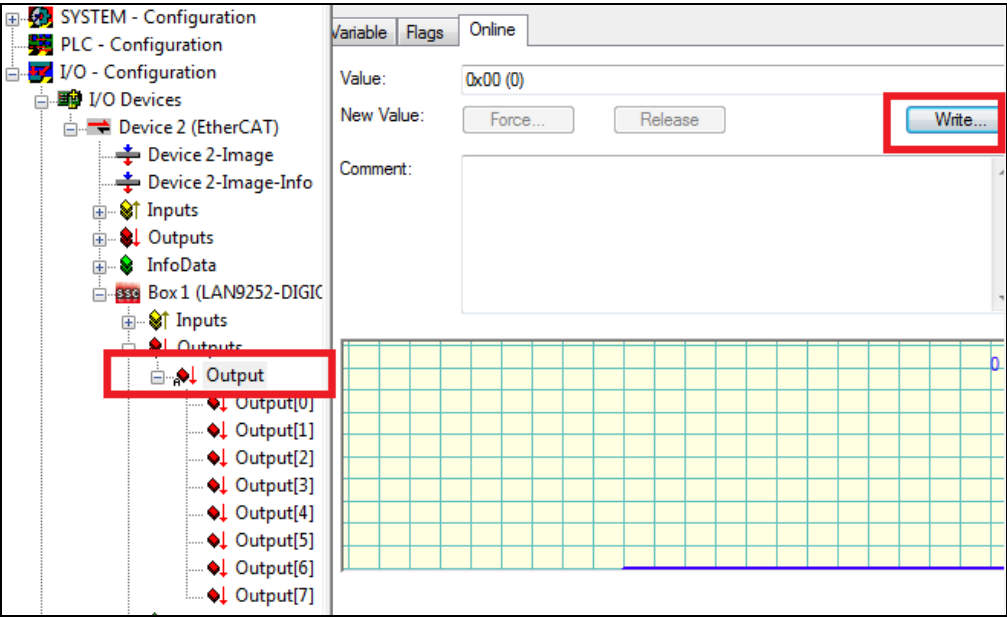 SYSTEM - Configuration
PLC - Configuration
I/O - Configuration
I/O Devices
Device 2 (EtherCAT)
Device 2-Image
Device 2-Image-Info
Inputs
Outputs
InfoData
ssc Box 1 (LAN9252-DIGIC
Inputs
Outputs
A Output
Output[0]
Output[1]
Output[2]
Output[3]
Output[4]
Output[5]
Output[6]
Output[7]
Variable Flags Online
Value: 0x00 (0)
New Value: Force... Release Write...
Comment:
0